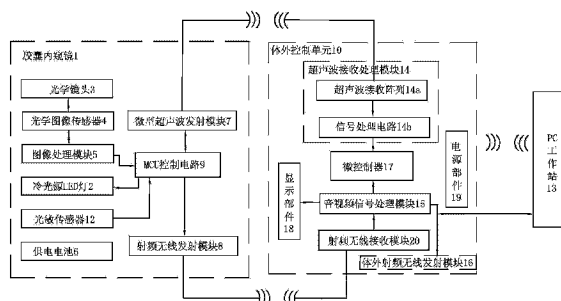 胶囊内窥镜1
光学镜头3
光学图像传感器4
图像处理模块5
冷光源LED灯2
光敏传感器12
供电电池6
微型超声波发射模块7
MCU控制电路9
射频无线发射模块8
体外控制单元10
超声波接收处理模块14
超声波接收阵列14a
信号处理电路14b
微控制器17
音视频信号处理模块15
射频无线接收模块20
体外射频无线发射模块16
显示部件18
电源部件19
PC工作站13